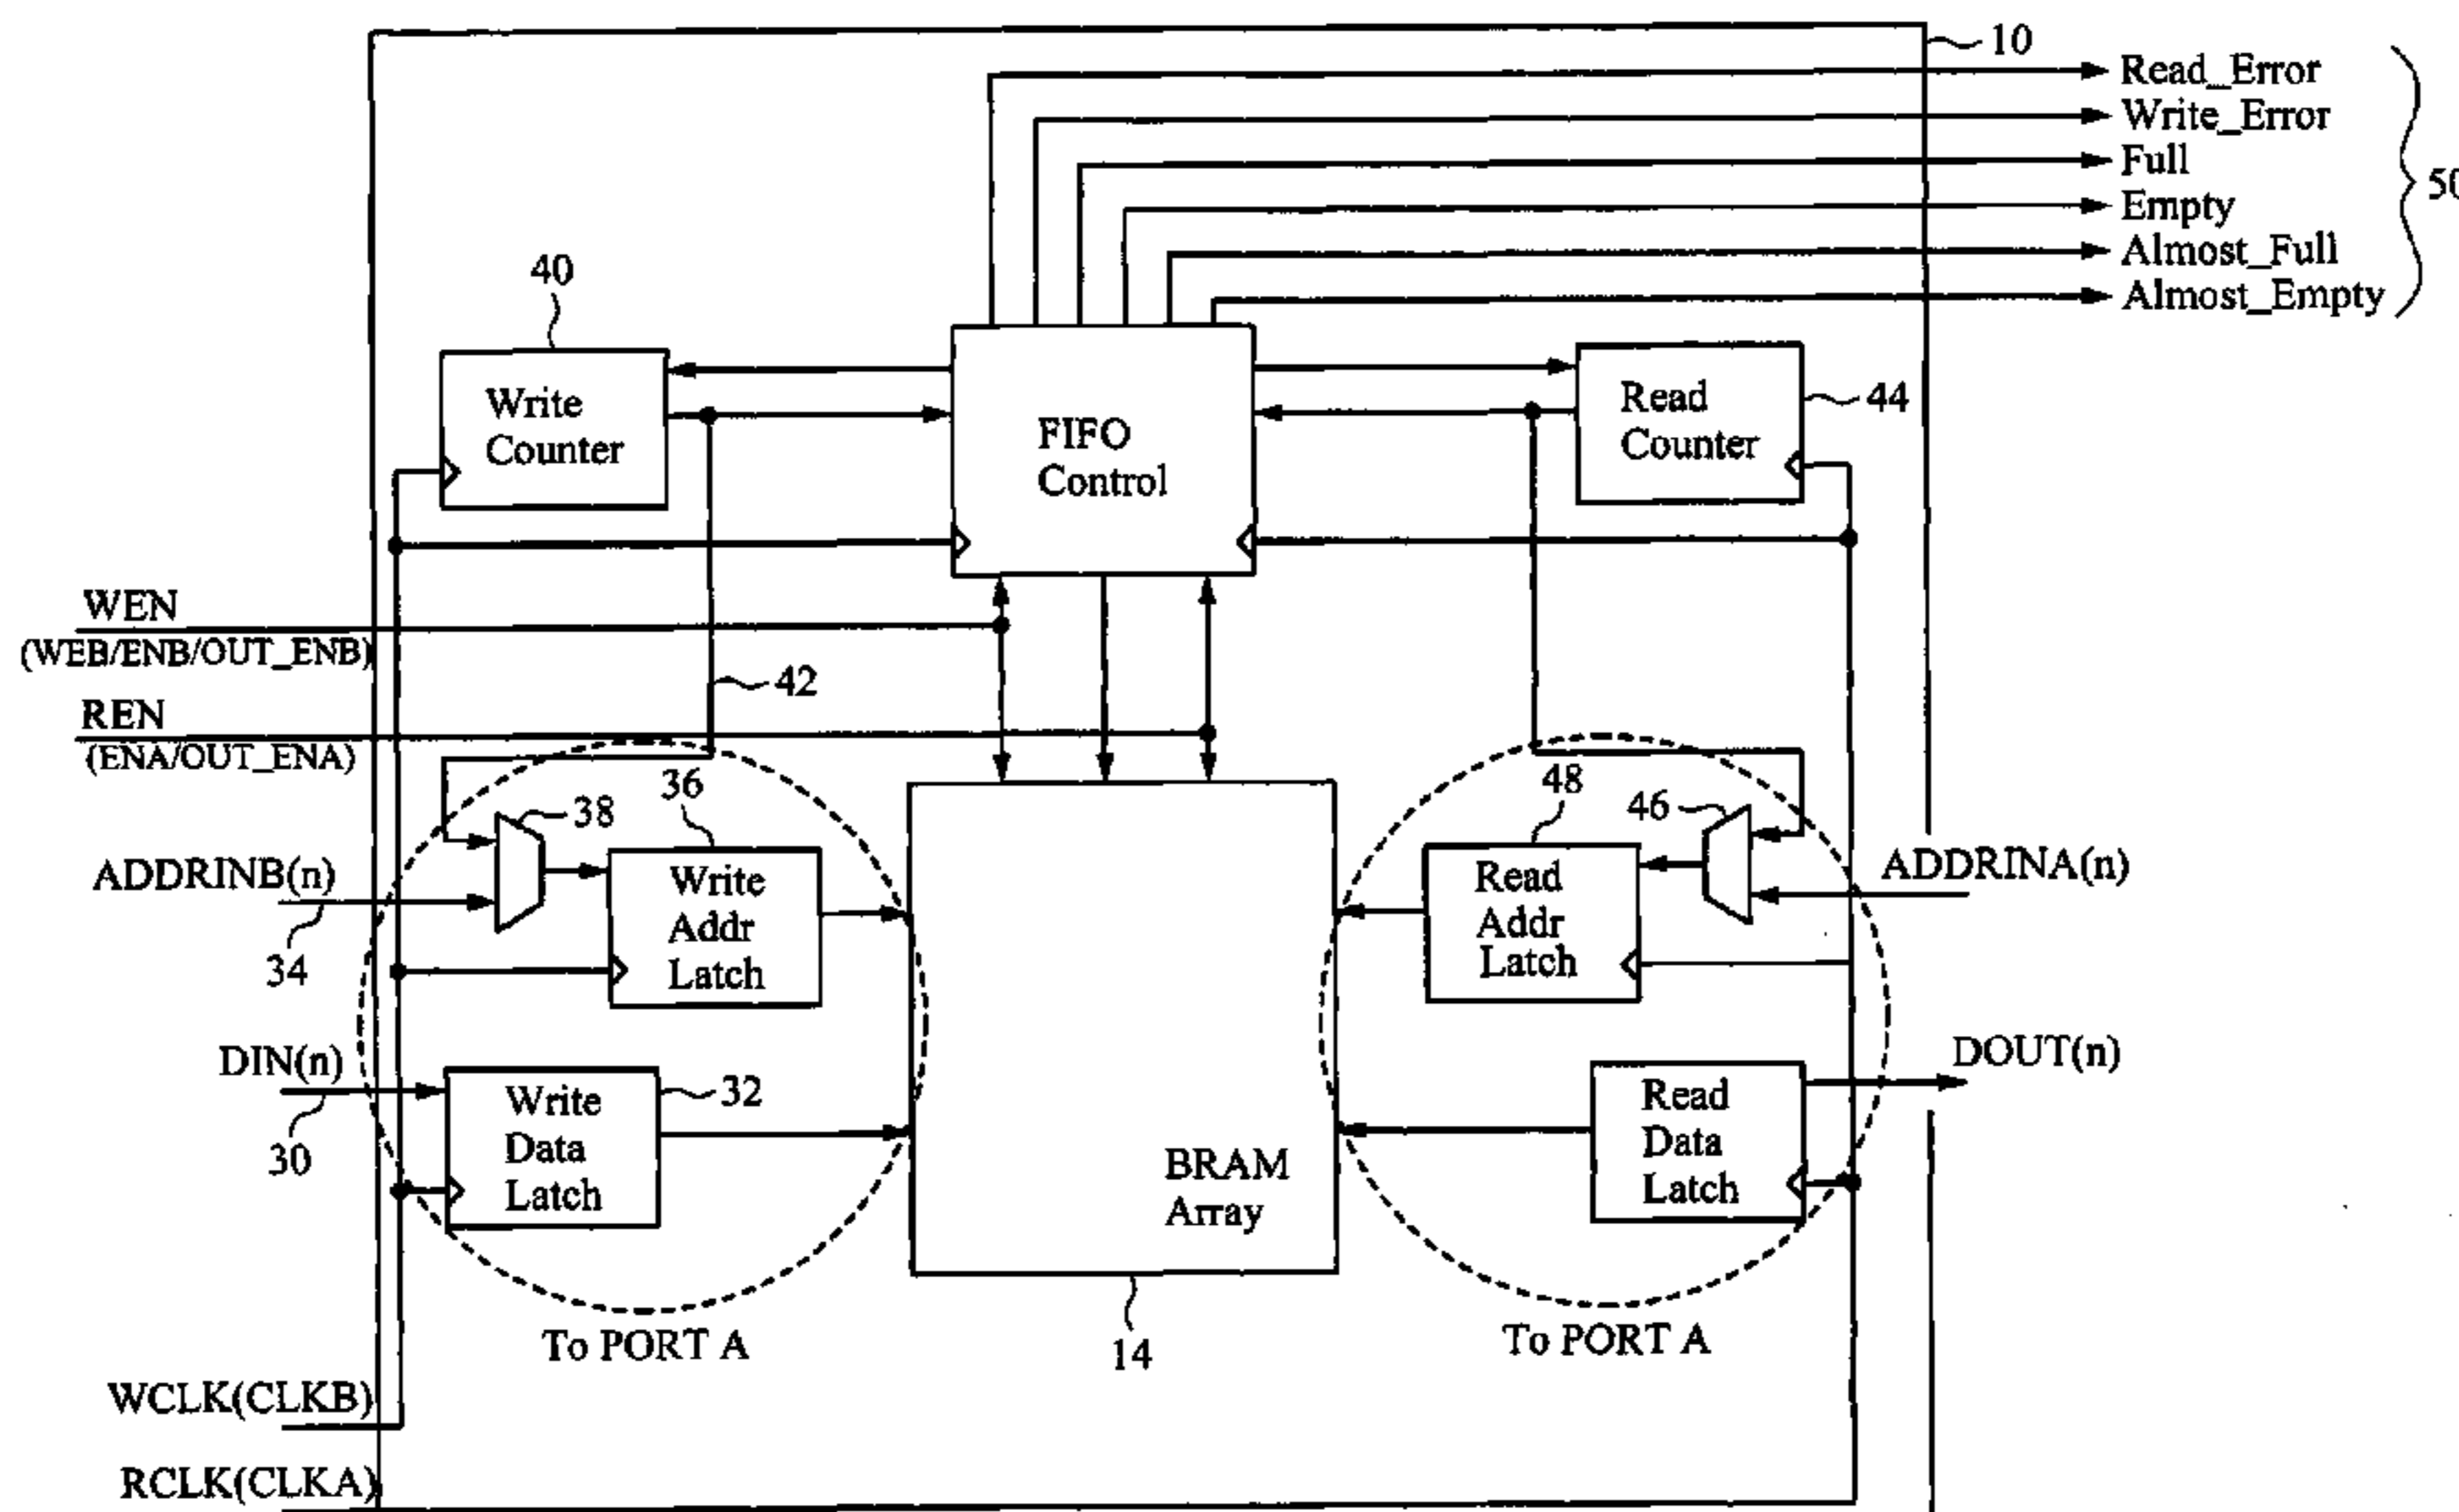 10
Read_Error
Write_Error
Full
Empty
Almost_Full
Almost_Empty
50
40
Write
Counter
FIFO
Control
Read
Counter
44
WEN
(WEB/ENB/OUT_ENB)
42
REN
(ENA/OUT_ENA)
36
38
48
46
ADDRINB(n)
34
Write
Addr
Latch
Read
Addr
Latch
ADDRINA(n)
DIN(n)
30
Write
Data
Latch
32
BRAM
Array
Read
Data
Latch
DOUT(n)
To PORT A
14
To PORT A
WCLK(CLKB)
RCLK(CLKA)